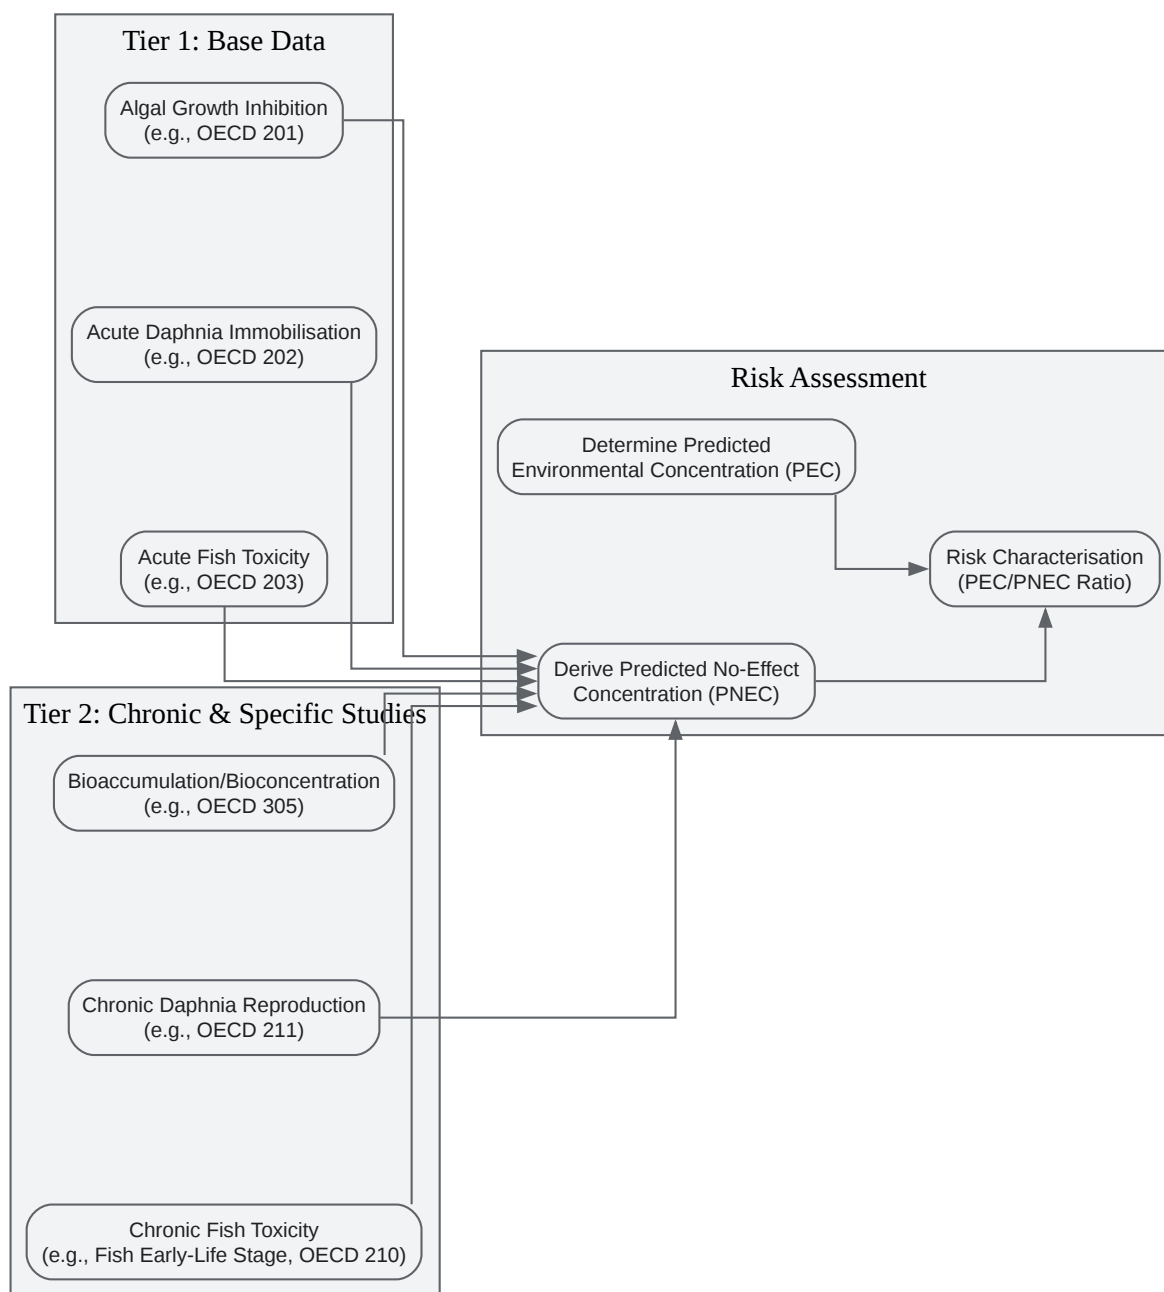 Tier 1: Base Data
Algal Growth Inhibition
(e.g., OECD 201)
Acute Daphnia Immobilisation
(e.g., OECD 202)
Acute Fish Toxicity
(e.g., OECD 203)
Risk Assessment
Determine Predicted
Environmental Concentration (PEC)
Risk Characterisation
(PEC/PNEC Ratio)
Derive Predicted No-Effect
Concentration (PNEC)
Tier 2: Chronic & Specific Studies
Bioaccumulation/Bioconcentration
(e.g., OECD 305)
Chronic Daphnia Reproduction
(e.g., OECD 211)
Chronic Fish Toxicity
(e.g., Fish Early-Life Stage, OECD 210)